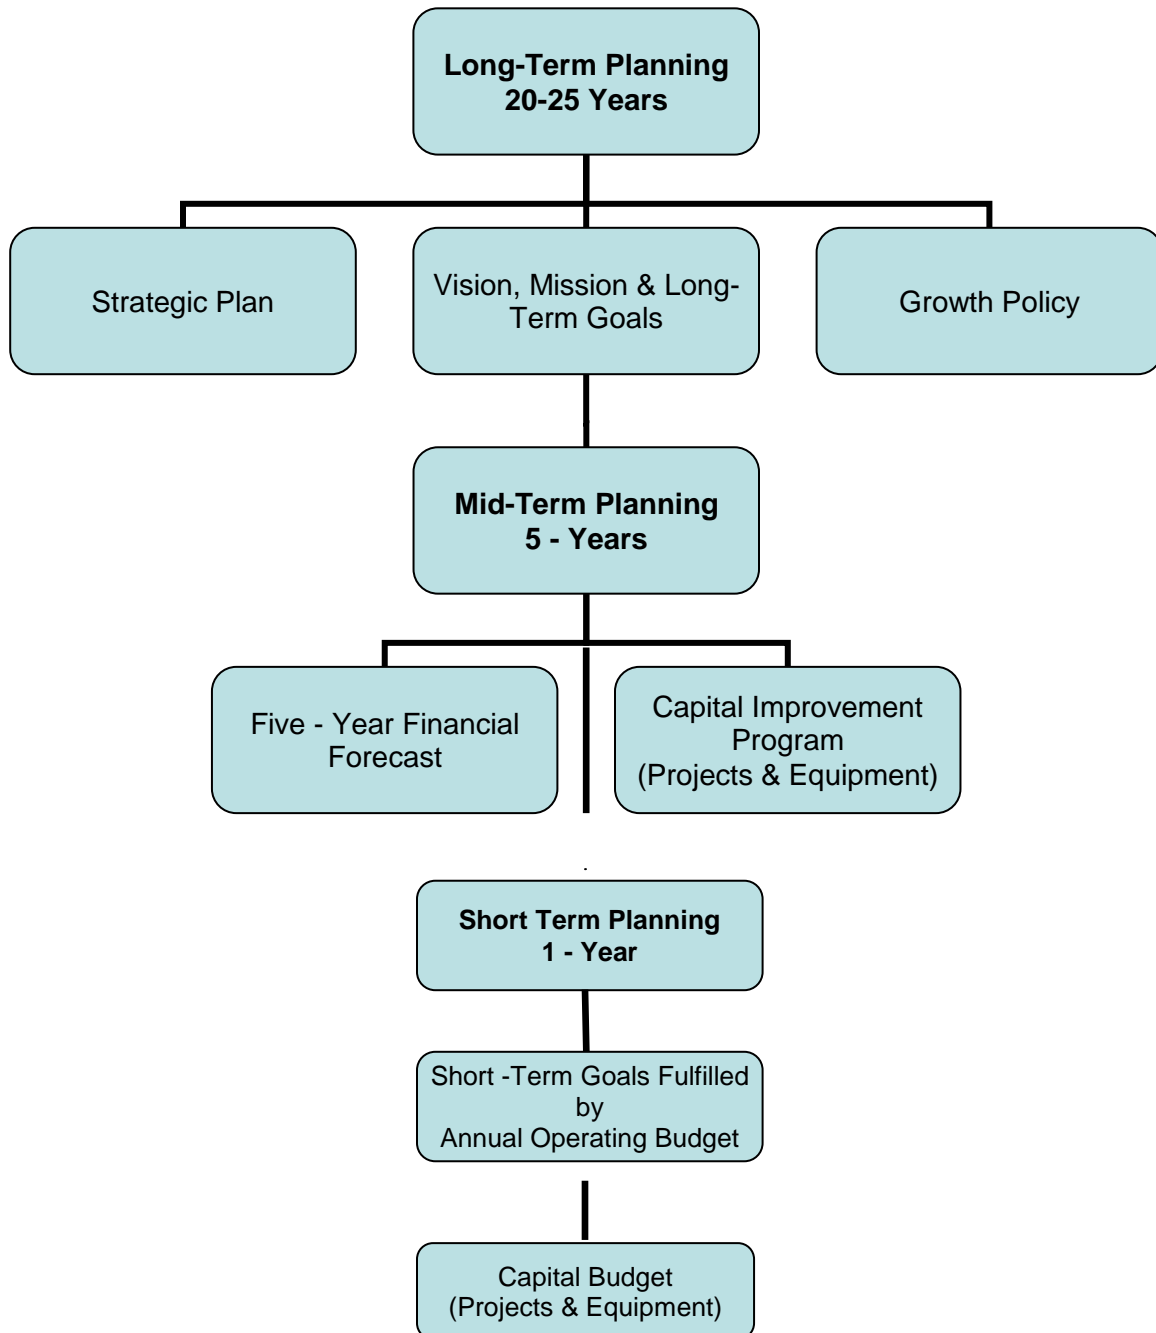 Long-Term Planning
20-25 Years
Strategic Plan
Vision, Mission & Long-
Term Goals
Growth Policy
Mid-Term Planning
5 - Years
Five - Year Financial
Forecast
Capital Improvement
Program
(Projects & Equipment)
Short Term Planning
1 - Year
Short -Term Goals Fulfilled
by
Annual Operating Budget
Capital Budget
(Projects & Equipment)